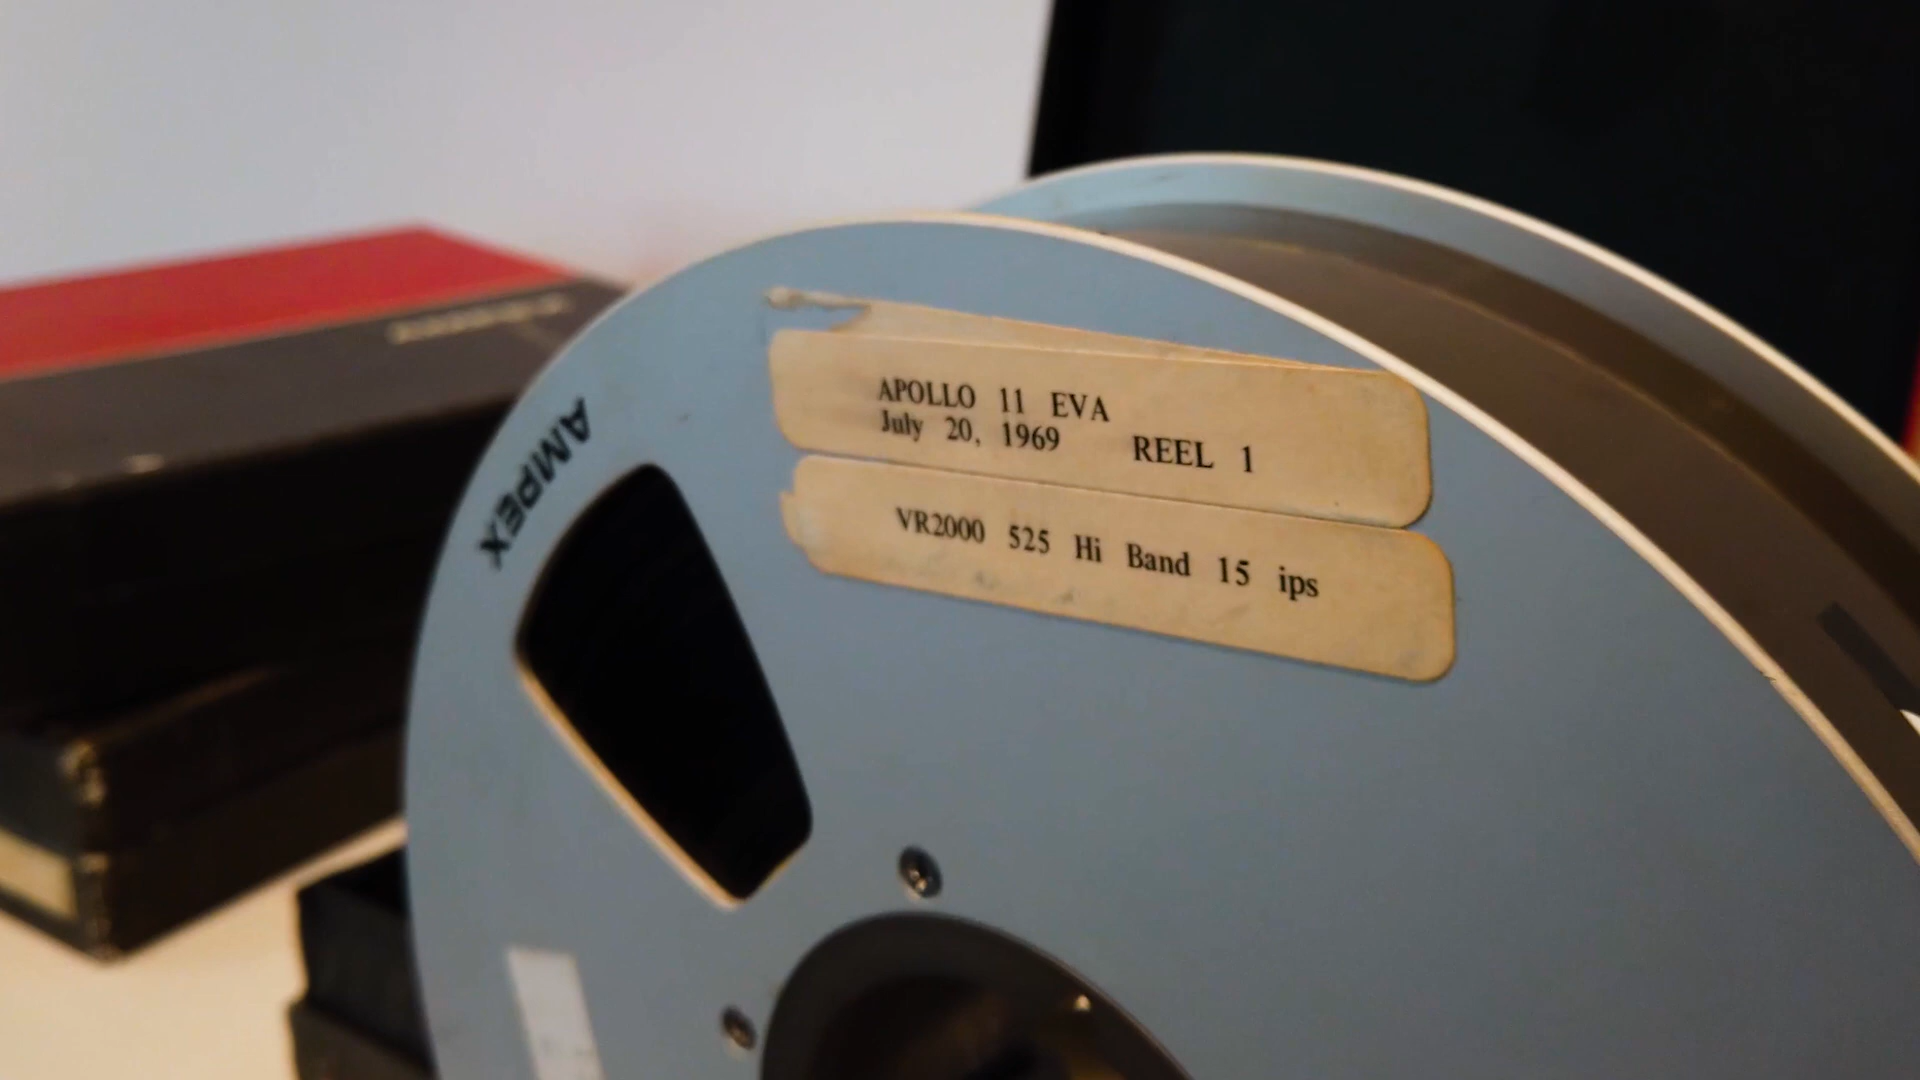 APOLLO 11 EVA
July 20, 1969 REEL 1
VR2000 525 Hi Band 15 ips
AMPEX